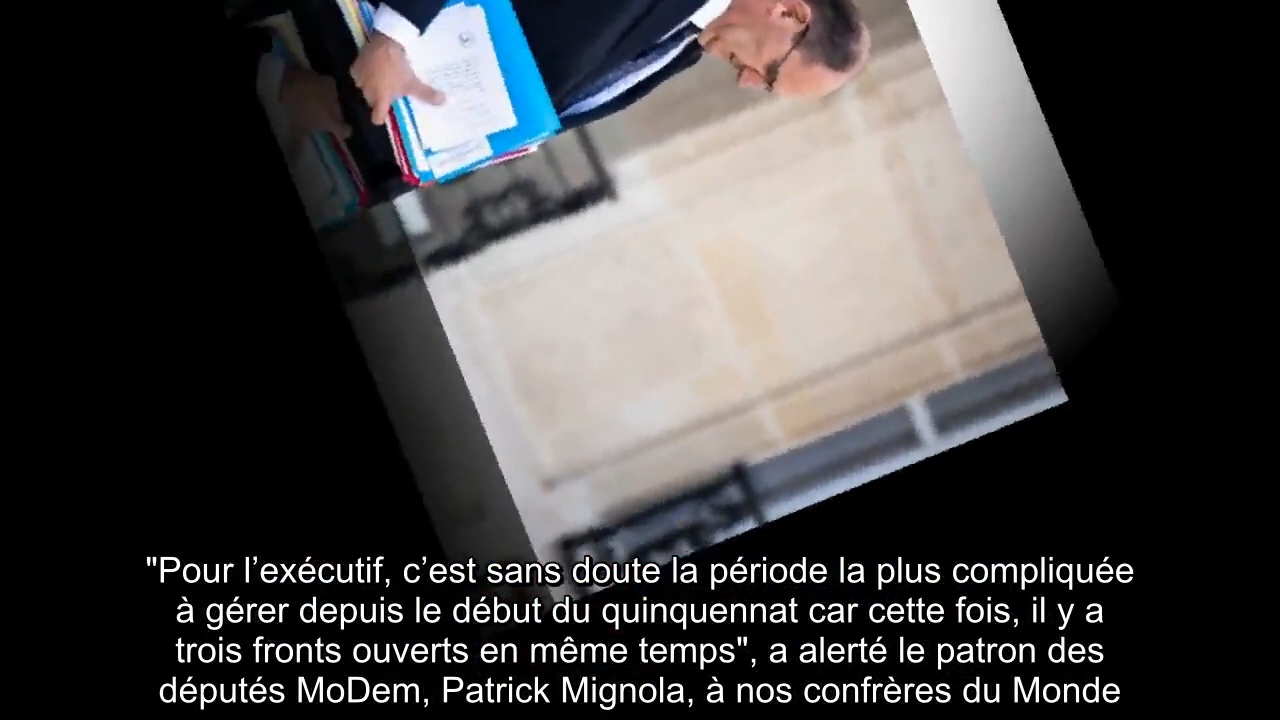 "Pour l’exécutif, c’est sans doute la période la plus compliquée
à gérer depuis le début du quinquennat car cette fois, il y a
trois fronts ouverts en même temps", a alerté le patron des
députés MoDem, Patrick Mignola, à nos confrères du Monde